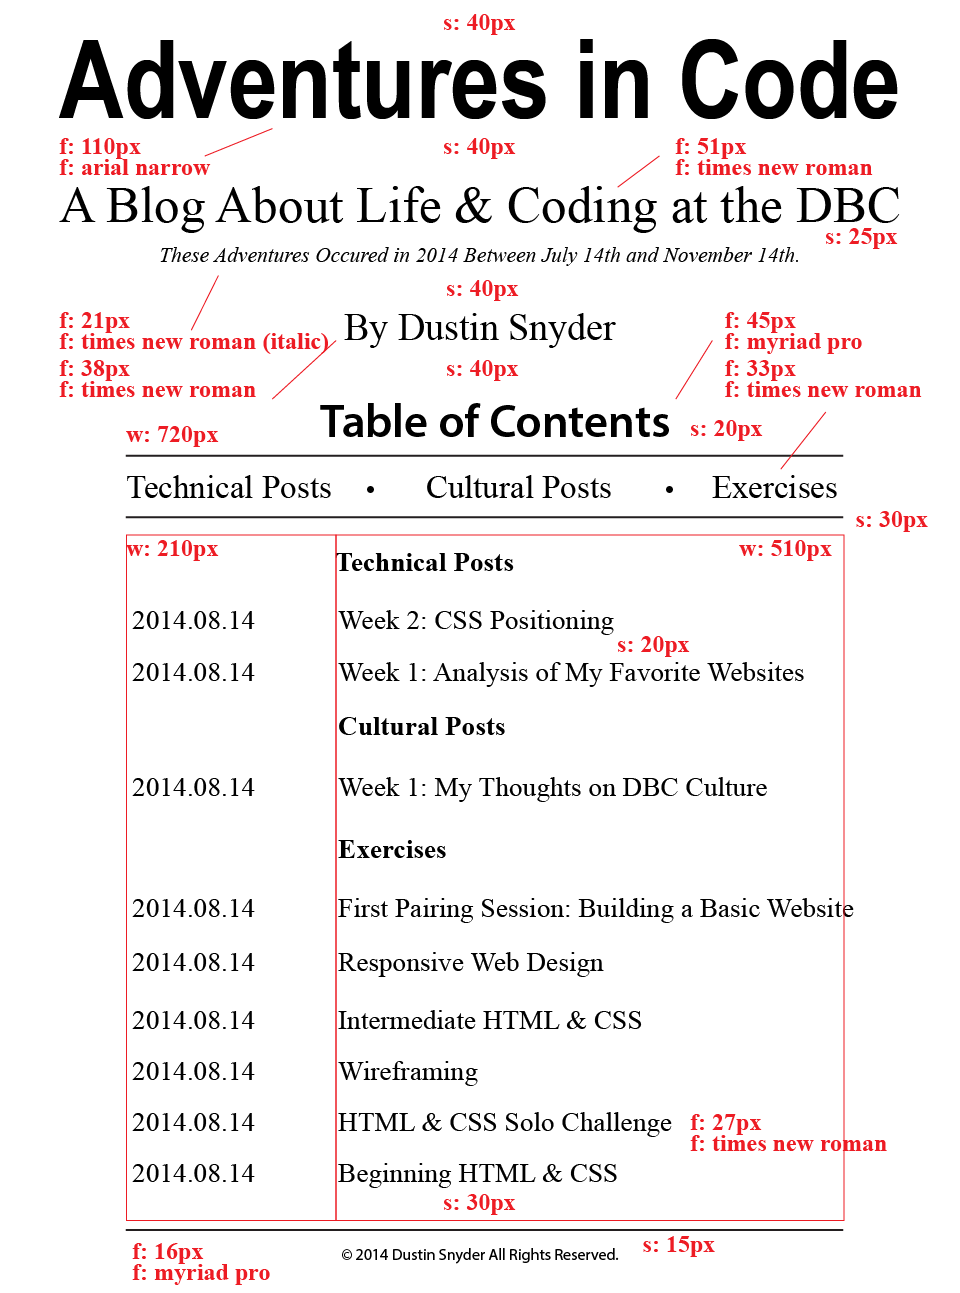 s: 40px
Adventures in Code
f: 110px
f: arial narrow
s: 40px
f: 51px
f: times new roman
A Blog About Life & Coding at the DBC
s: 25px
These Adventures Occured in 2014 Between July 14th and November 14th.
s: 40px
f: 21px
f: times new roman (italic)
By Dustin Snyder
f: 45px
f: myriad pro
f: 38px
f: times new roman
s: 40px
f: 33px
f: times new roman
w: 720px
Table of Contents
s: 20px
Technical Posts • Cultural Posts • Exercises
s: 30px
w: 210px
w: 510px
Technical Posts
2014.08.14 Week 2: CSS Positioning
s: 20px
2014.08.14 Week 1: Analysis of My Favorite Websites
Cultural Posts
2014.08.14 Week 1: My Thoughts on DBC Culture
Exercises
2014.08.14 First Pairing Session: Building a Basic Website
2014.08.14 Responsive Web Design
2014.08.14 Intermediate HTML & CSS
2014.08.14 Wireframing
2014.08.14 HTML & CSS Solo Challenge
f: 27px
f: times new roman
2014.08.14 Beginning HTML & CSS
s: 30px
f: 16px
f: myriad pro
© 2014 Dustin Snyder All Rights Reserved.
s: 15px